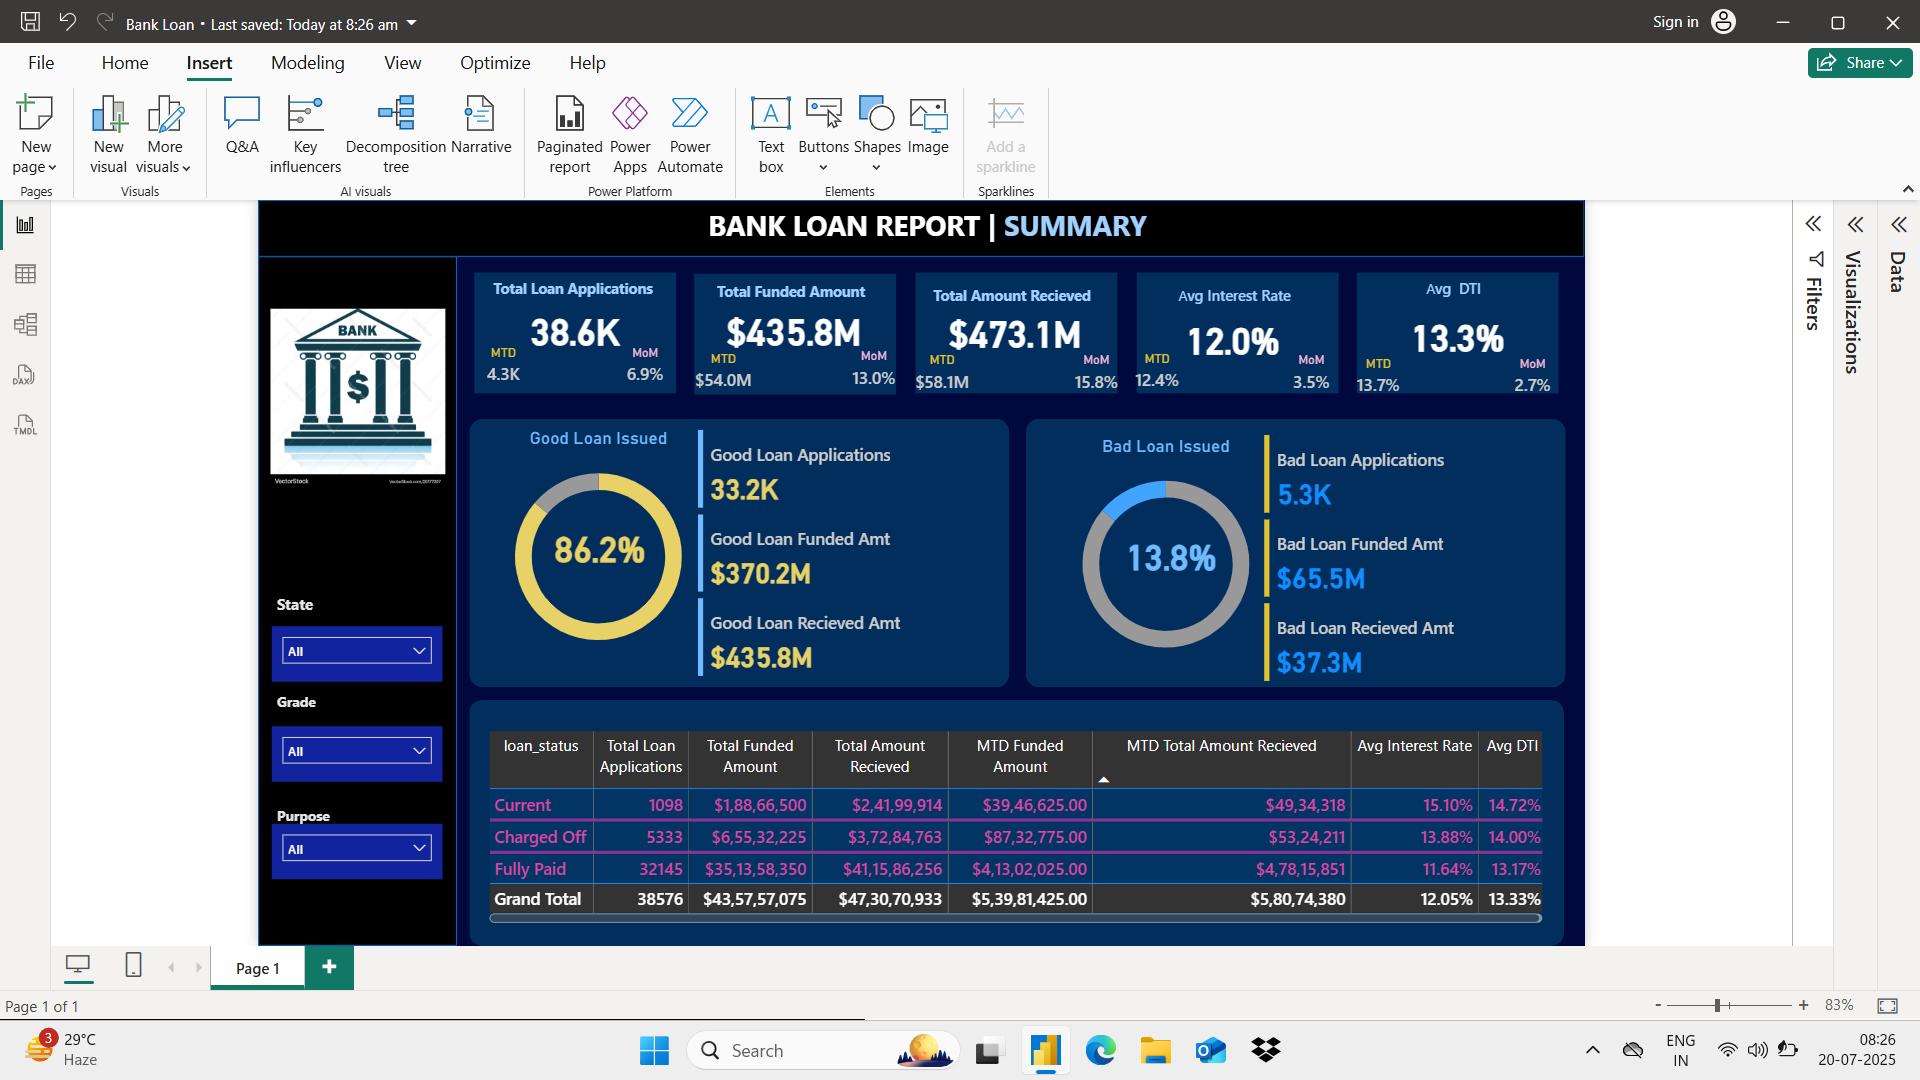 Bank Loan • Last saved: Today at 8:26 am
Sign in
File
Home
Insert
Modeling
View
Optimize
Help
Share
New page
New visual
More visuals
Q&A
Key influencers
Decomposition tree
Narrative
Paginated report
Power Apps
Power Automate
Text box
Buttons
Shapes
Image
Add a sparkline
Pages
Visuals
AI visuals
Power Platform
Elements
Sparklines
DAX
TMDL
BANK LOAN REPORT | SUMMARY
BANK
$
VectorStock
State
All
Grade
All
Purpose
All
Total Loan Applications
38.6K
MTD
4.3K
MoM
6.9%
Total Funded Amount
$435.8M
MTD
$54.0M
MoM
13.0%
Total Amount Recieved
$473.1M
MTD
$58.1M
MoM
15.8%
Avg Interest Rate
12.0%
MTD
12.4%
MoM
3.5%
Avg DTI
13.3%
MTD
13.7%
MoM
2.7%
Good Loan Issued
86.2%
Good Loan Applications
33.2K
Good Loan Funded Amt
$370.2M
Good Loan Recieved Amt
$435.8M
Bad Loan Issued
13.8%
Bad Loan Applications
5.3K
Bad Loan Funded Amt
$65.5M
Bad Loan Recieved Amt
$37.3M
loan_status Total Loan Applications Total Funded Amount Total Amount Recieved MTD Funded Amount MTD Total Amount Recieved Avg Interest Rate Avg DTI
Current 1098 $1,88,66,500 $2,41,99,914 $39,46,625.00 $49,34,318 15.10% 14.72%
Charged Off 5333 $6,55,32,225 $3,72,84,763 $87,32,775.00 $53,24,211 13.88% 14.00%
Fully Paid 32145 $35,13,58,350 $41,15,86,256 $4,13,02,025.00 $4,78,15,851 11.64% 13.17%
Grand Total 38576 $43,57,57,075 $47,30,70,933 $5,39,81,425.00 $5,80,74,380 12.05% 13.33%
Filters
Visualizations
Data
Page 1
Page 1 of 1
- + 83%
3
29°C
Haze
Search
ENG
IN
08:26
20-07-2025